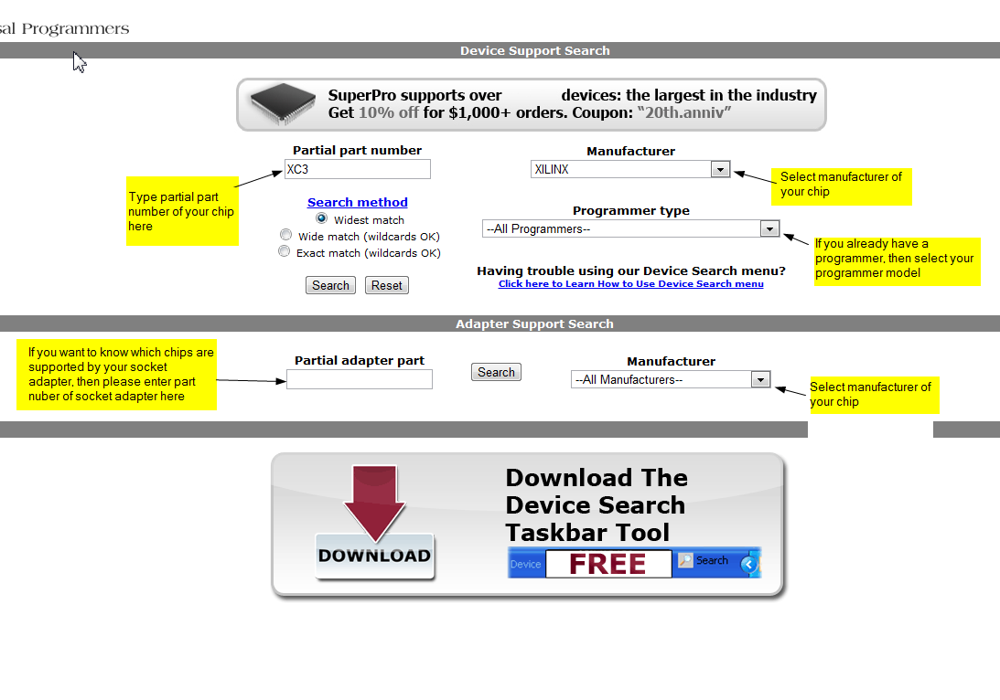 sal Programmers
Device Support Search
SuperPro supports over devices: the largest in the industry
Get 10% off for $1,000+ orders. Coupon: “20th.anniv”
Partial part number
Manufacturer
XC3
XILINX
Type partial part
number of your chip
here
Select manufacturer of
your chip
Search method
Widest match
Wide match (wildcards OK)
Exact match (wildcards OK)
Programmer type
--All Programmers--
If you already have a
programmer, then select your
programmer model
Search
Reset
Having trouble using our Device Search menu?
Click here to Learn How to Use Device Search menu
Adapter Support Search
If you want to know which chips are
supported by your socket
adapter, then please enter part
nuber of socket adapter here
Partial adapter part
Search
Manufacturer
--All Manufacturers--
Select manufacturer of
your chip
DOWNLOAD
Download The
Device Search
Taskbar Tool
Device
FREE
Search